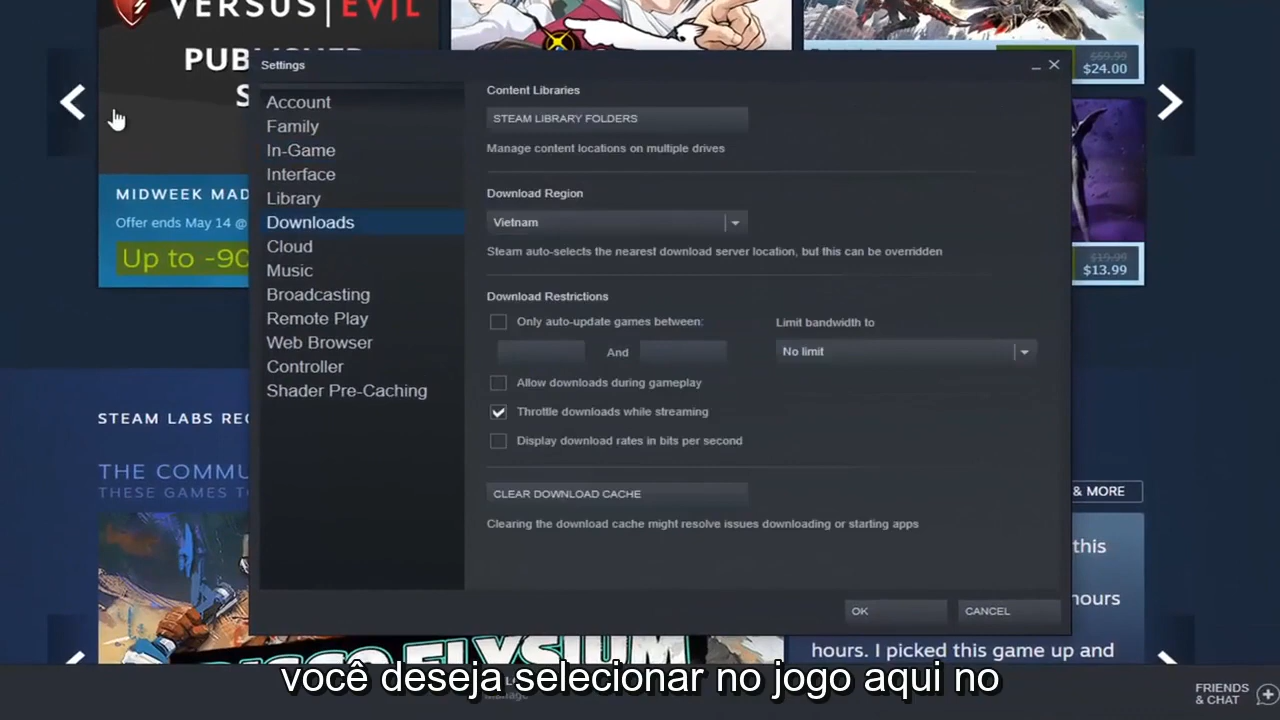 VERSUS|EVIL
Settings
$59.99
$24.00
Account
Family
In-Game
Interface
Library
Downloads
Cloud
Music
Broadcasting
Remote Play
Web Browser
Controller
Shader Pre-Caching
Content Libraries
STEAM LIBRARY FOLDERS
Manage content locations on multiple drives
Download Region
Vietnam
Steam auto-selects the nearest download server location, but this can be overridden
Download Restrictions
Only auto-update games between:
And
Limit bandwidth to
No limit
Allow downloads during gameplay
Throttle downloads while streaming
Display download rates in bits per second
CLEAR DOWNLOAD CACHE
Clearing the download cache might resolve issues downloading or starting apps
OK
CANCEL
MIDWEEK MAD
Offer ends May 14 @
Up to -90
$19.99
$13.99
STEAM LABS REC
THE COMMU
THESE GAMES T
& MORE
this
hours
hours. I picked this game up and
DISCO ELYSIUM
Manage
você deseja selecionar no jogo aqui no
FRIENDS
& CHAT